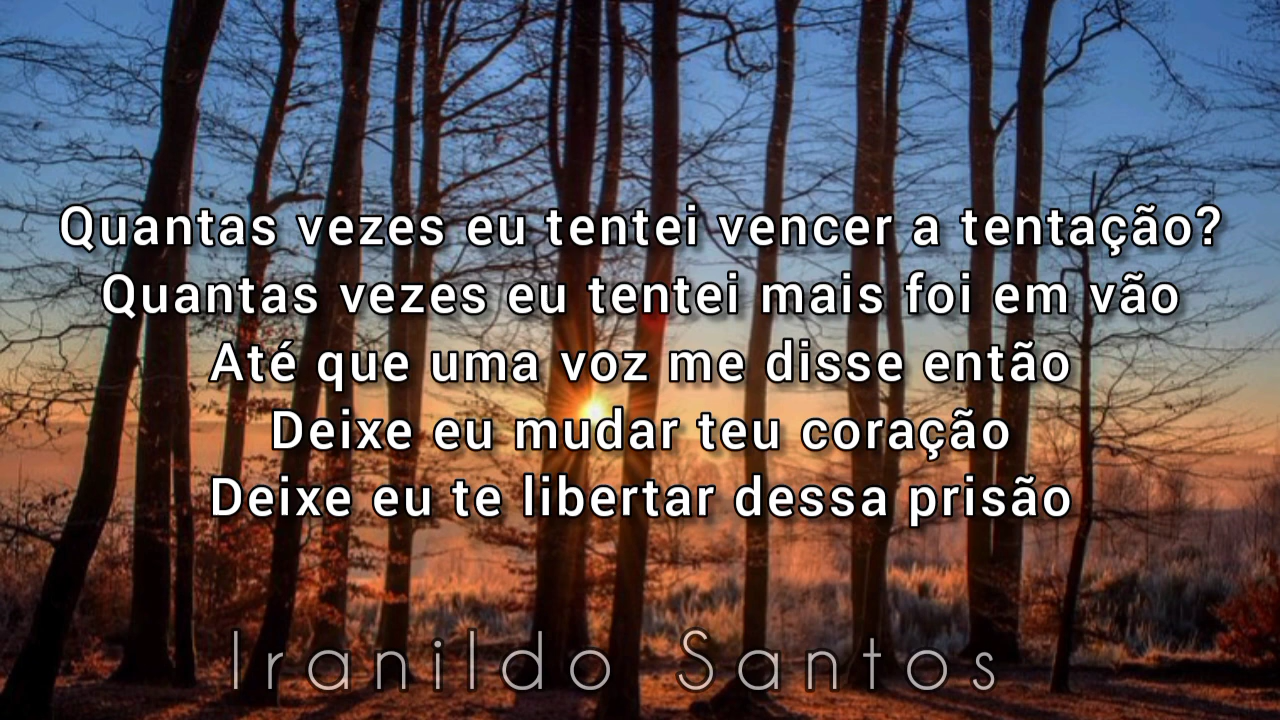 Quantas vezes eu tentei vencer a tentação?
Quantas vezes eu tentei mais foi em vão
Até que uma voz me disse então
Deixe eu mudar teu coração
Deixe eu te libertar dessa prisão
Iranildo Santos